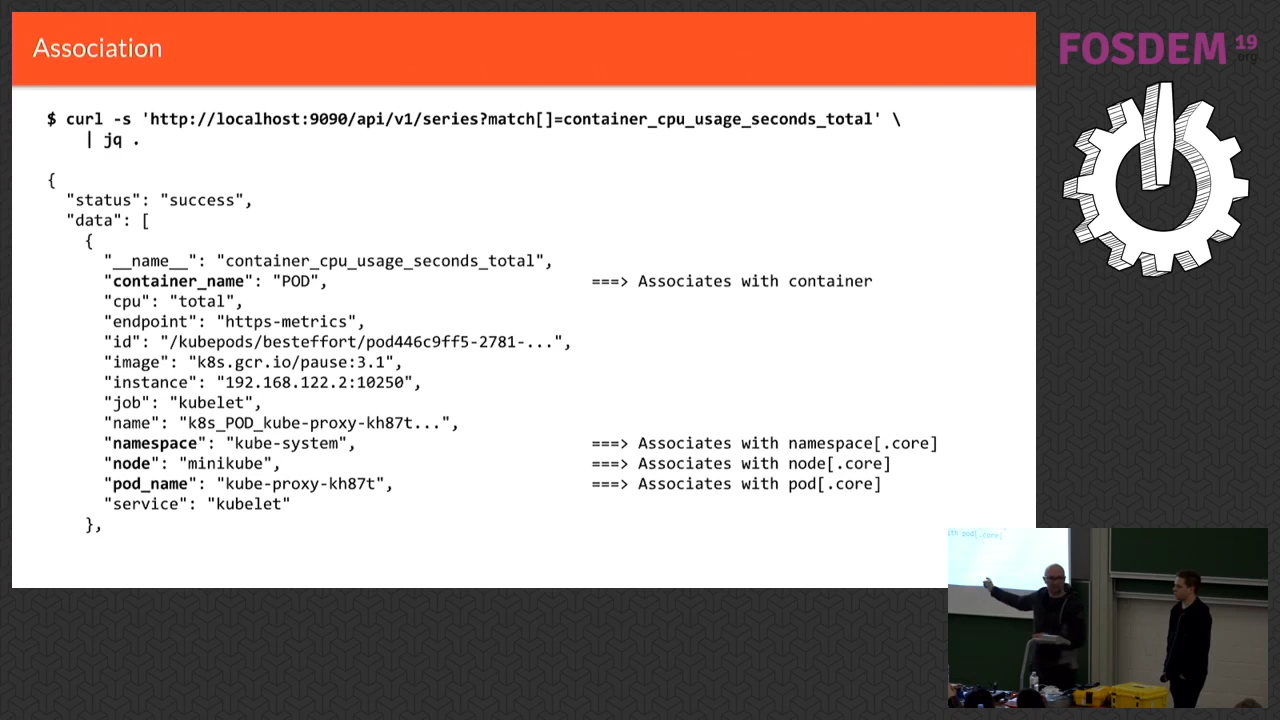 Association
$ curl -s 'http://localhost:9090/api/v1/series?match[]=container_cpu_usage_seconds_total' \
| jq .
{
"status": "success",
"data": [
{
"__name__": "container_cpu_usage_seconds_total",
"container_name": "POD", ===> Associates with container
"cpu": "total",
"endpoint": "https-metrics",
"id": "/kubepods/besteffort/pod446c9ff5-2781-...",
"image": "k8s.gcr.io/pause:3.1",
"instance": "192.168.122.2:10250",
"job": "kubelet",
"name": "k8s_POD_kube-proxy-kh87t...",
"namespace": "kube-system", ===> Associates with namespace[.core]
"node": "minikube", ===> Associates with node[.core]
"pod_name": "kube-proxy-kh87t", ===> Associates with pod[.core]
"service": "kubelet"
},
FOSDEM 19
.org
ith pod[.core]